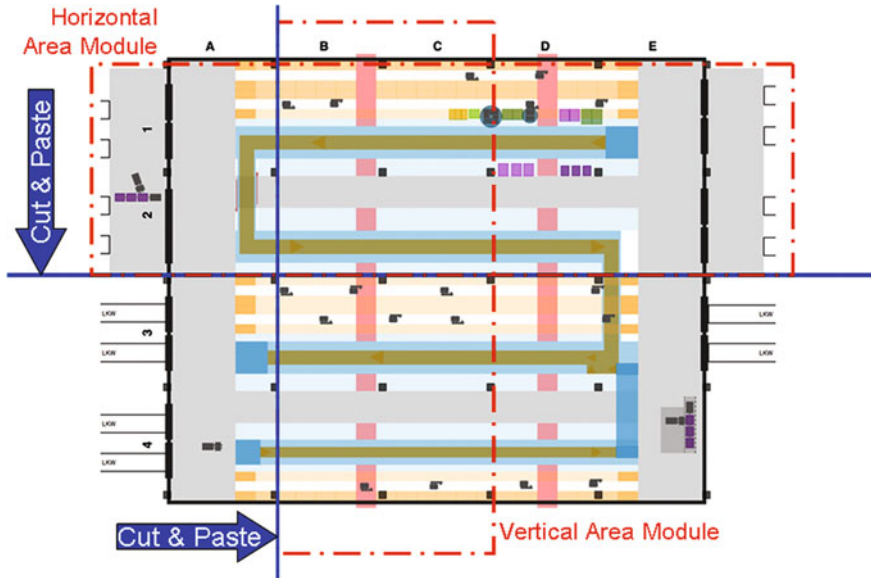 Horizontal
Area Module
A B C D E
1
Cut & Paste
2
LKW
3
LKW
LKW
LKW
4
LKW
LKW
Cut & Paste
Vertical Area Module